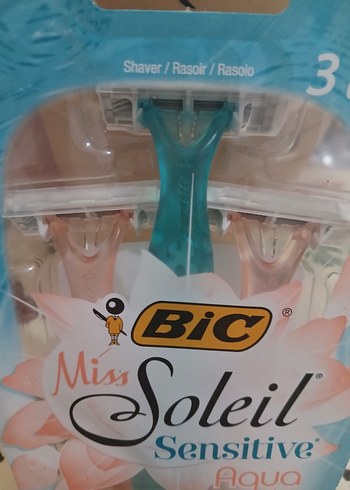 Shaver / Rasoir / Rasoio
3
BiC®
Miss
Soleil®
Sensitive®
Aqua